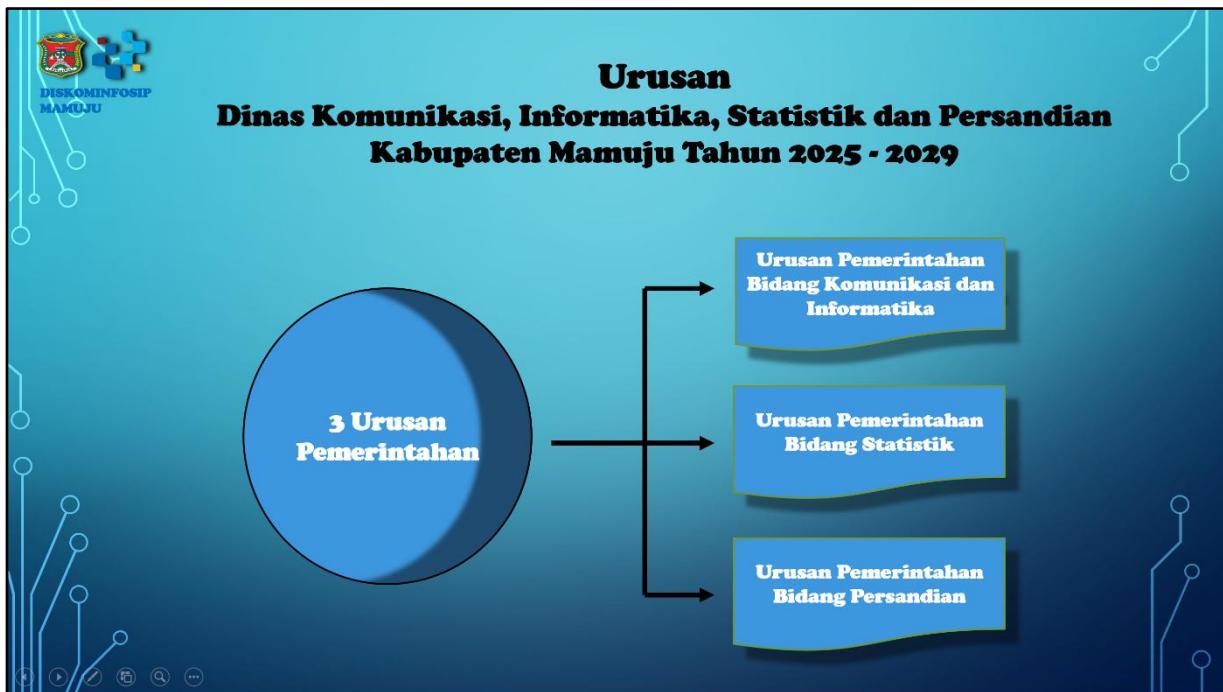 DISKOMINFOSIP
MAMUJU
Urusan
Dinas Komunikasi, Informatika, Statistik dan Persandian
Kabupaten Mamuju Tahun 2025 - 2029
3 Urusan
Pemerintahan
Urusan Pemerintahan
Bidang Komunikasi dan
Informatika
Urusan Pemerintahan
Bidang Statistik
Urusan Pemerintahan
Bidang Persandian